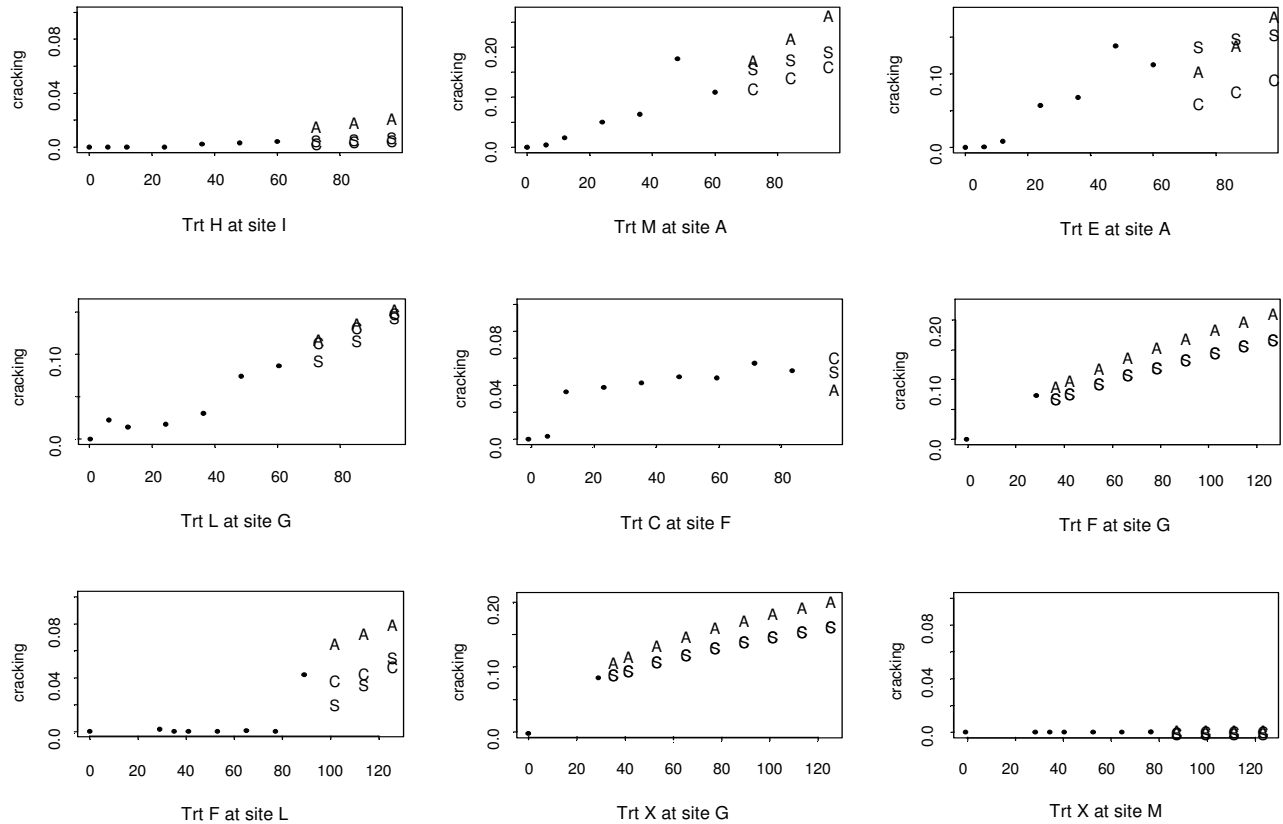 cracking
0.0 0.04 0.08
A A A
S S S
C C C
0 20 40 60 80
Trt H at site I
cracking
0.0 0.10 0.20
A A A
S S S
C C C
0 20 40 60 80
Trt M at site A
cracking
0.0 0.10
A A A
S S S
C C C
0 20 40 60 80
Trt E at site A
cracking
0.0 0.10
A A A
C C C
S S S
0 20 40 60 80
Trt L at site G
cracking
0.0 0.04 0.08
C
S
A
0 20 40 60 80
Trt C at site F
cracking
0.0 0.10 0.20
A A A A A A A A A
S S S S S S S S S
C C C C C C C C C
0 20 40 60 80 100 120
Trt F at site G
cracking
0.0 0.04 0.08
A A A
C C C
S S S
0 20 40 60 80 100 120
Trt F at site L
cracking
0.0 0.10 0.20
A A A A A A A A A
S S S S S S S S S
C C C C C C C C C
0 20 40 60 80 100 120
Trt X at site G
cracking
0.0 0.04 0.08
A A A A
S S S S
C C C C
0 20 40 60 80 100 120
Trt X at site M